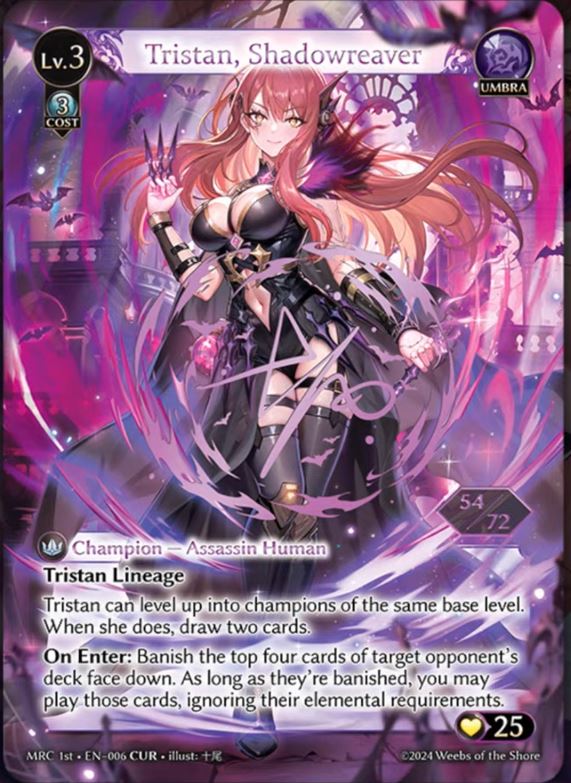 Lv.3
Tristan, Shadowreaver
UMBRA
3
COST
54
/72
Champion — Assassin Human
Tristan Lineage
Tristan can level up into champions of the same base level.
When she does, draw two cards.
On Enter: Banish the top four cards of target opponent's
deck face down. As long as they're banished, you may
play those cards, ignoring their elemental requirements.
25
MRC 1st • EN-006 CUR • illust: 十尾
©2024 Weebs of the Shore